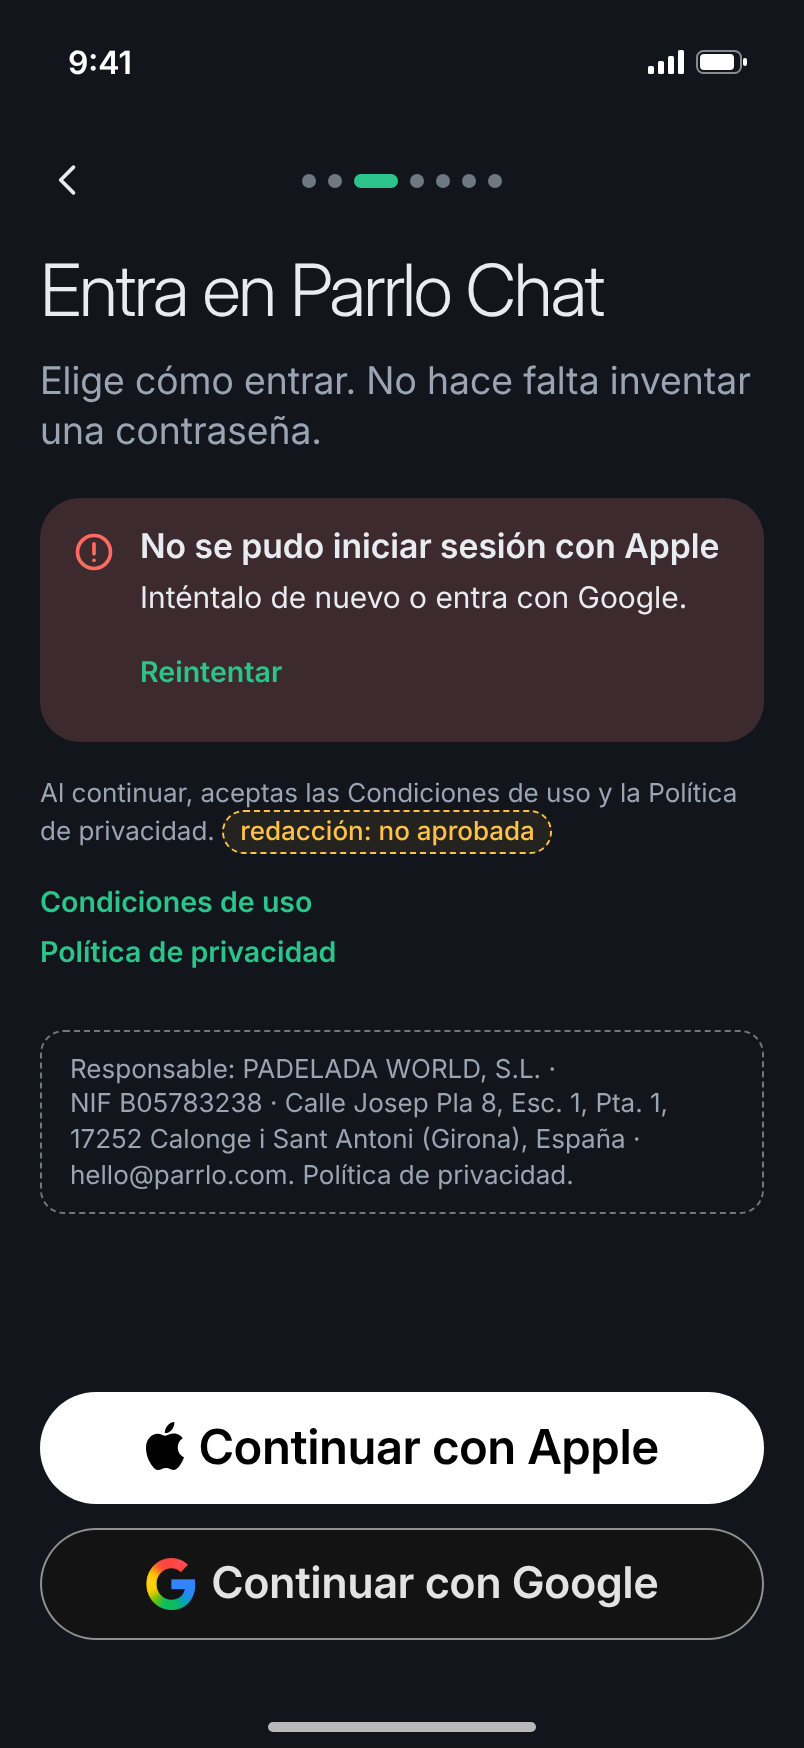 9:41
Entra en Parrlo Chat
Elige cómo entrar. No hace falta inventar
una contraseña.
No se pudo iniciar sesión con Apple
Inténtalo de nuevo o entra con Google.
Reintentar
Al continuar, aceptas las Condiciones de uso y la Política
de privacidad. redacción: no aprobada
Condiciones de uso
Política de privacidad
Responsable: PADELADA WORLD, S.L. ·
NIF B05783238 · Calle Josep Pla 8, Esc. 1, Pta. 1,
17252 Calonge i Sant Antoni (Girona), España ·
hello@parrlo.com. Política de privacidad.
Continuar con Apple
Continuar con Google